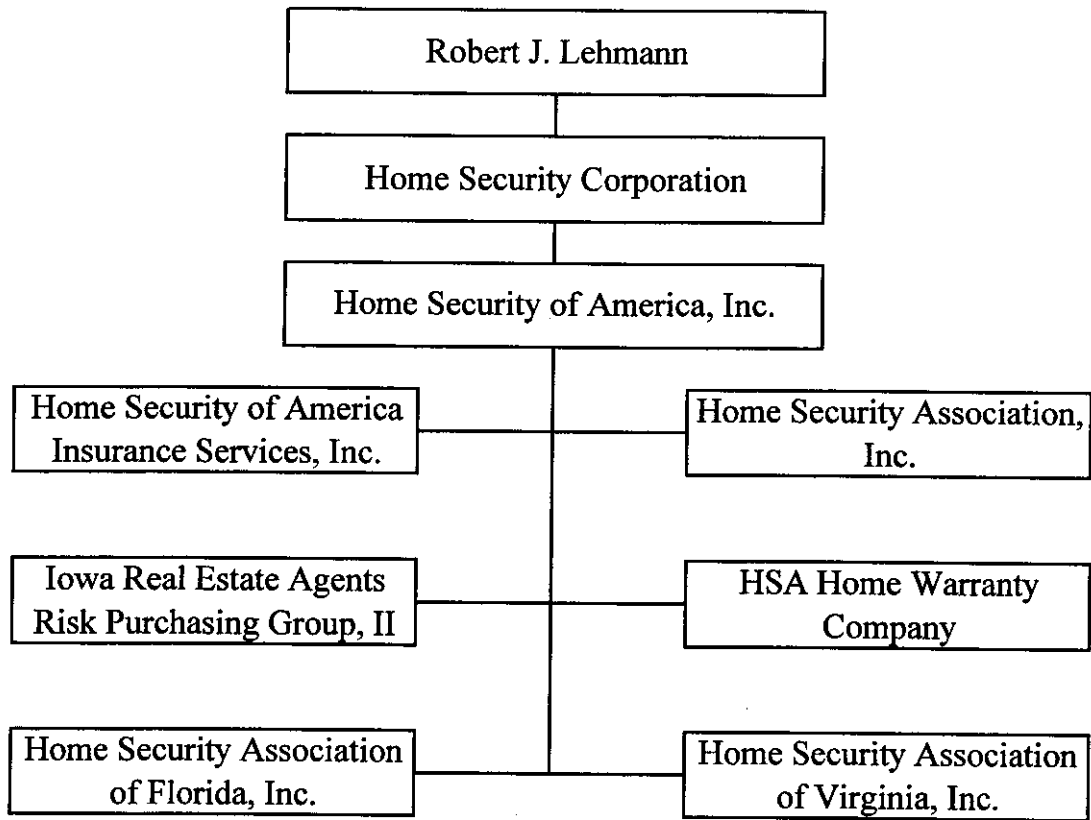 Robert J. Lehmann
Home Security Corporation
Home Security of America, Inc.
Home Security of America
Insurance Services, Inc.
Home Security Association,
Inc.
Iowa Real Estate Agents
Risk Purchasing Group, II
HSA Home Warranty
Company
Home Security Association
of Florida, Inc.
Home Security Association
of Virginia, Inc.